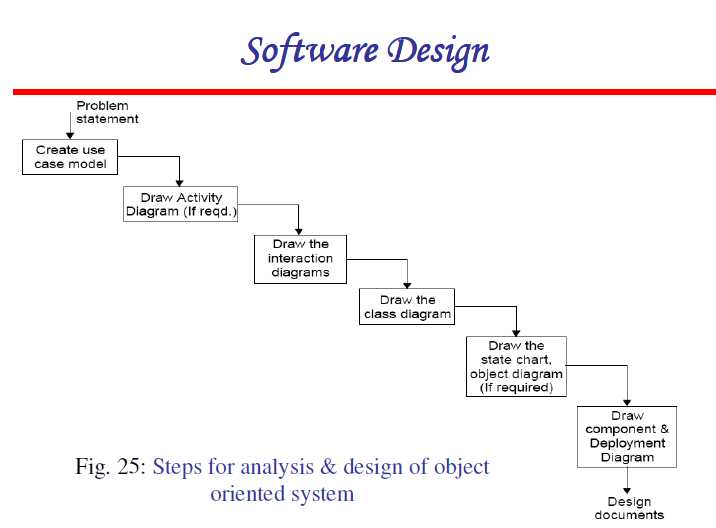 Software Design
Problem
statement
Create use
case model
Draw Activity
Diagram (If reqd.)
Draw the
interaction
diagrams
Draw the
class diagram
Draw the
state chart,
object diagram
(If required)
Draw
component &
Deployment
Diagram
Fig. 25: Steps for analysis & design of object
oriented system
Design
documents